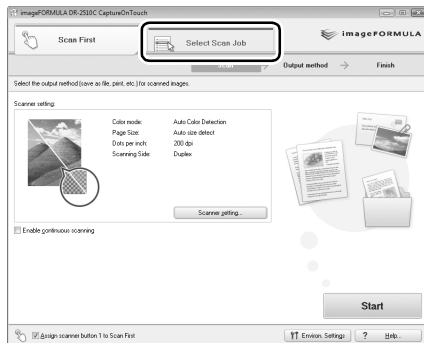 imageFORMULA DR-2510C CaptureOnTouch
Scan First
Select Scan Job
imageFORMULA
Scan
Output method
Finish
Select the output method (save as file, print, etc.) for scanned images.
Scanner setting:
Color mode: Auto Color Detection
Page Size: Auto size detect
Dots per inch: 200 dpi
Scanning Side: Duplex
Scanner setting...
Enable continuous scanning
Start
Assign scanner button 1 to Scan First
Environ. Settings
? Help...